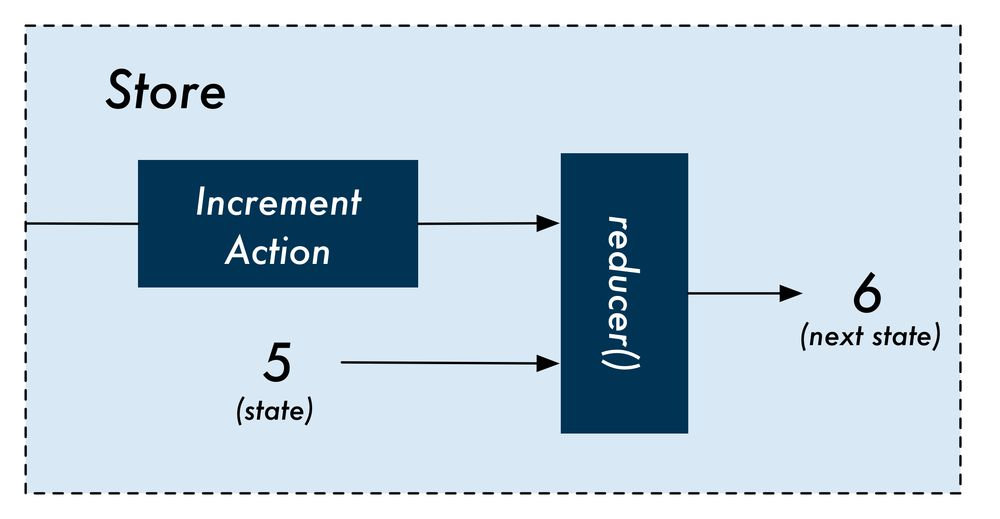 Store
Increment
Action
reducer()
5
(state)
6
(next state)